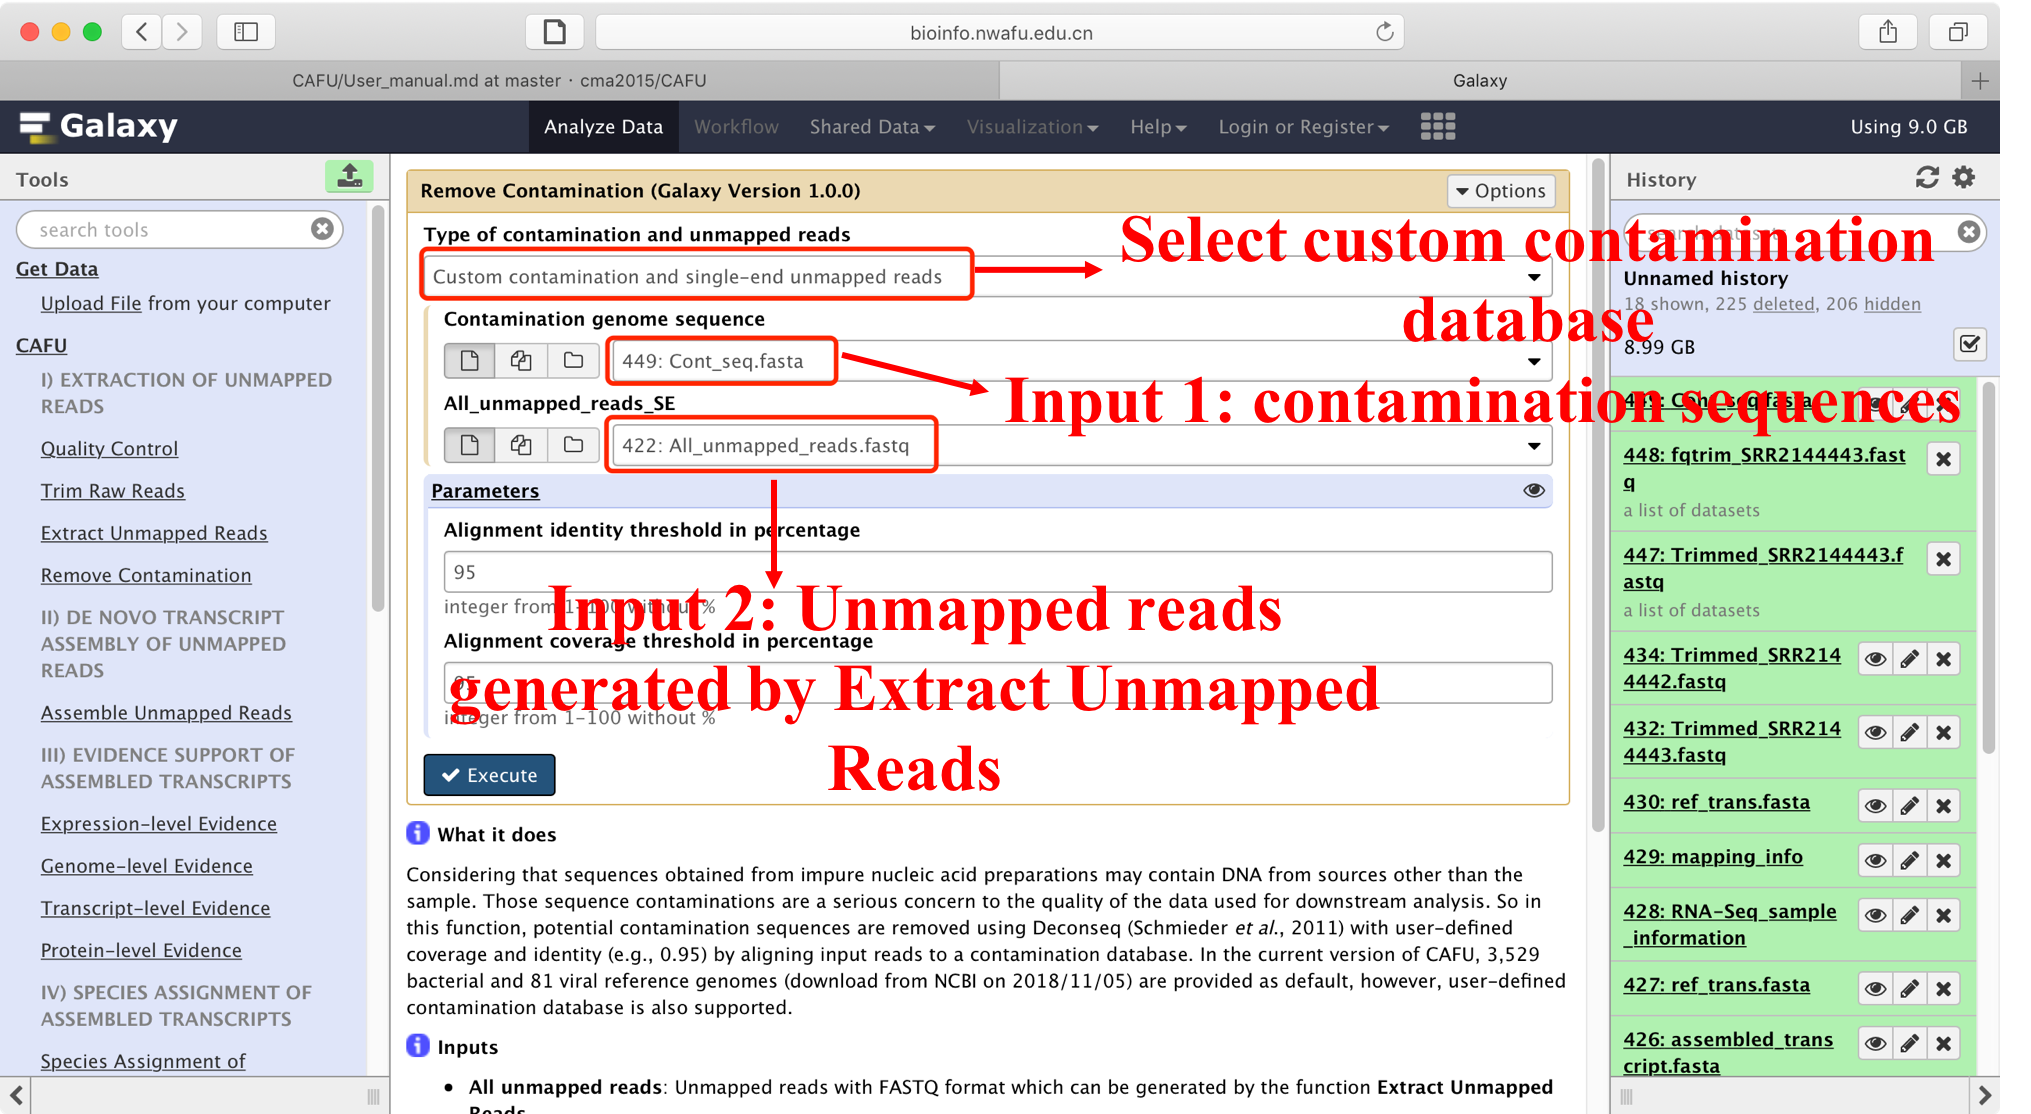 bioinfo.nwafu.edu.cn
CAFU/User_manual.md at master · cma2015/CAFU
Galaxy
Galaxy
Analyze Data
Workflow
Shared Data
Visualization
Help
Login or Register
Using 9.0 GB
Tools
search tools
Get Data
Upload File from your computer
CAFU
I) EXTRACTION OF UNMAPPED
READS
Quality Control
Trim Raw Reads
Extract Unmapped Reads
Remove Contamination
II) DE NOVO TRANSCRIPT
ASSEMBLY OF UNMAPPED
READS
Assemble Unmapped Reads
III) EVIDENCE SUPPORT OF
ASSEMBLED TRANSCRIPTS
Expression-level Evidence
Genome-level Evidence
Transcript-level Evidence
Protein-level Evidence
IV) SPECIES ASSIGNMENT OF
ASSEMBLED TRANSCRIPTS
Species Assignment of
Remove Contamination (Galaxy Version 1.0.0)
Options
Type of contamination and unmapped reads
Custom contamination and single-end unmapped reads
Select custom contamination
database
Contamination genome sequence
449: Cont_seq.fasta
Input 1: contamination sequences
All_unmapped_reads_SE
422: All_unmapped_reads.fastq
Parameters
Alignment identity threshold in percentage
95
integer from 1-100 without %
Input 2: Unmapped reads
generated by Extract Unmapped
Reads
Alignment coverage threshold in percentage
95
integer from 1-100 without %
Execute
What it does
Considering that sequences obtained from impure nucleic acid preparations may contain DNA from sources other than the
sample. Those sequence contaminations are a serious concern to the quality of the data used for downstream analysis. So in
this function, potential contamination sequences are removed using Deconseq (Schmieder et al., 2011) with user-defined
coverage and identity (e.g., 0.95) by aligning input reads to a contamination database. In the current version of CAFU, 3,529
bacterial and 81 viral reference genomes (download from NCBI on 2018/11/05) are provided as default, however, user-defined
contamination database is also supported.
Inputs
All unmapped reads: Unmapped reads with FASTQ format which can be generated by the function Extract Unmapped
Reads
History
search datasets
Unnamed history
18 shown, 225 deleted, 206 hidden
8.99 GB
449: Cont_seq.fasta
448: fqtrim_SRR2144443.fast
q
a list of datasets
447: Trimmed_SRR2144443.f
astq
a list of datasets
434: Trimmed_SRR214
4442.fastq
432: Trimmed_SRR214
4443.fastq
430: ref_trans.fasta
429: mapping_info
428: RNA-Seq_sample
_information
427: ref_trans.fasta
426: assembled_trans
cript.fasta